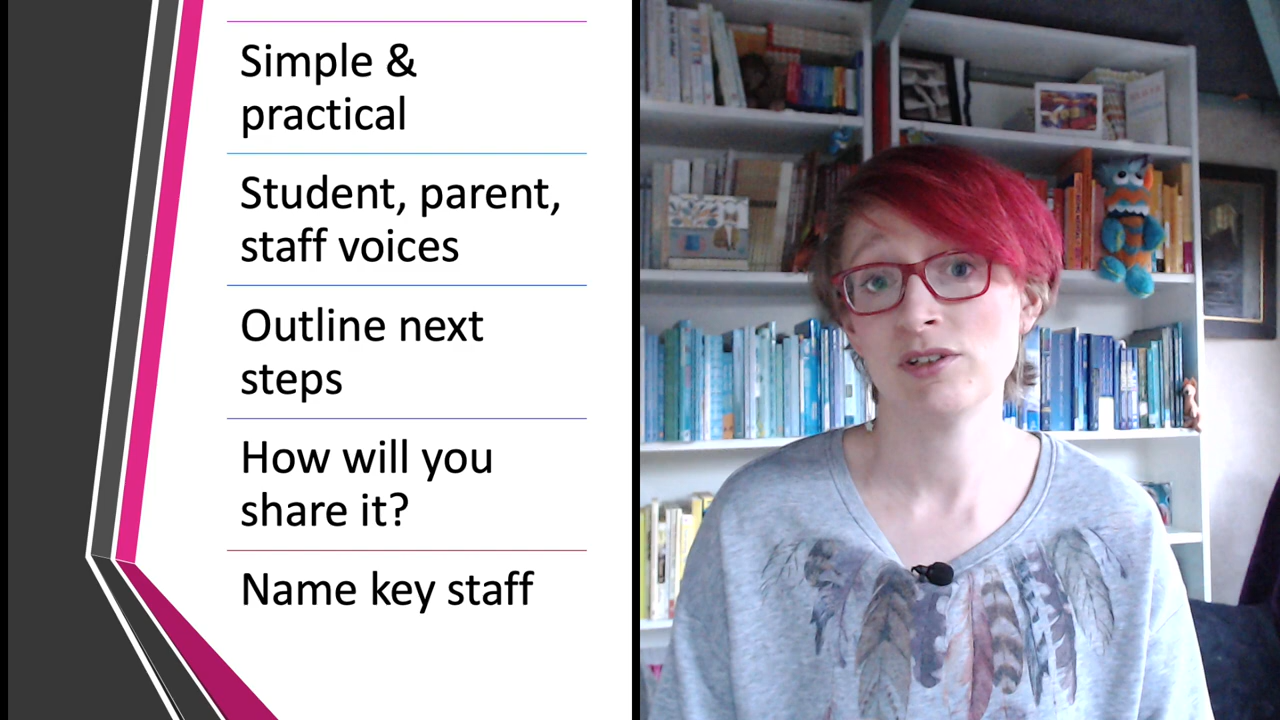 Simple &
practical
Student, parent,
staff voices
Outline next
steps
How will you
share it?
Name key staff